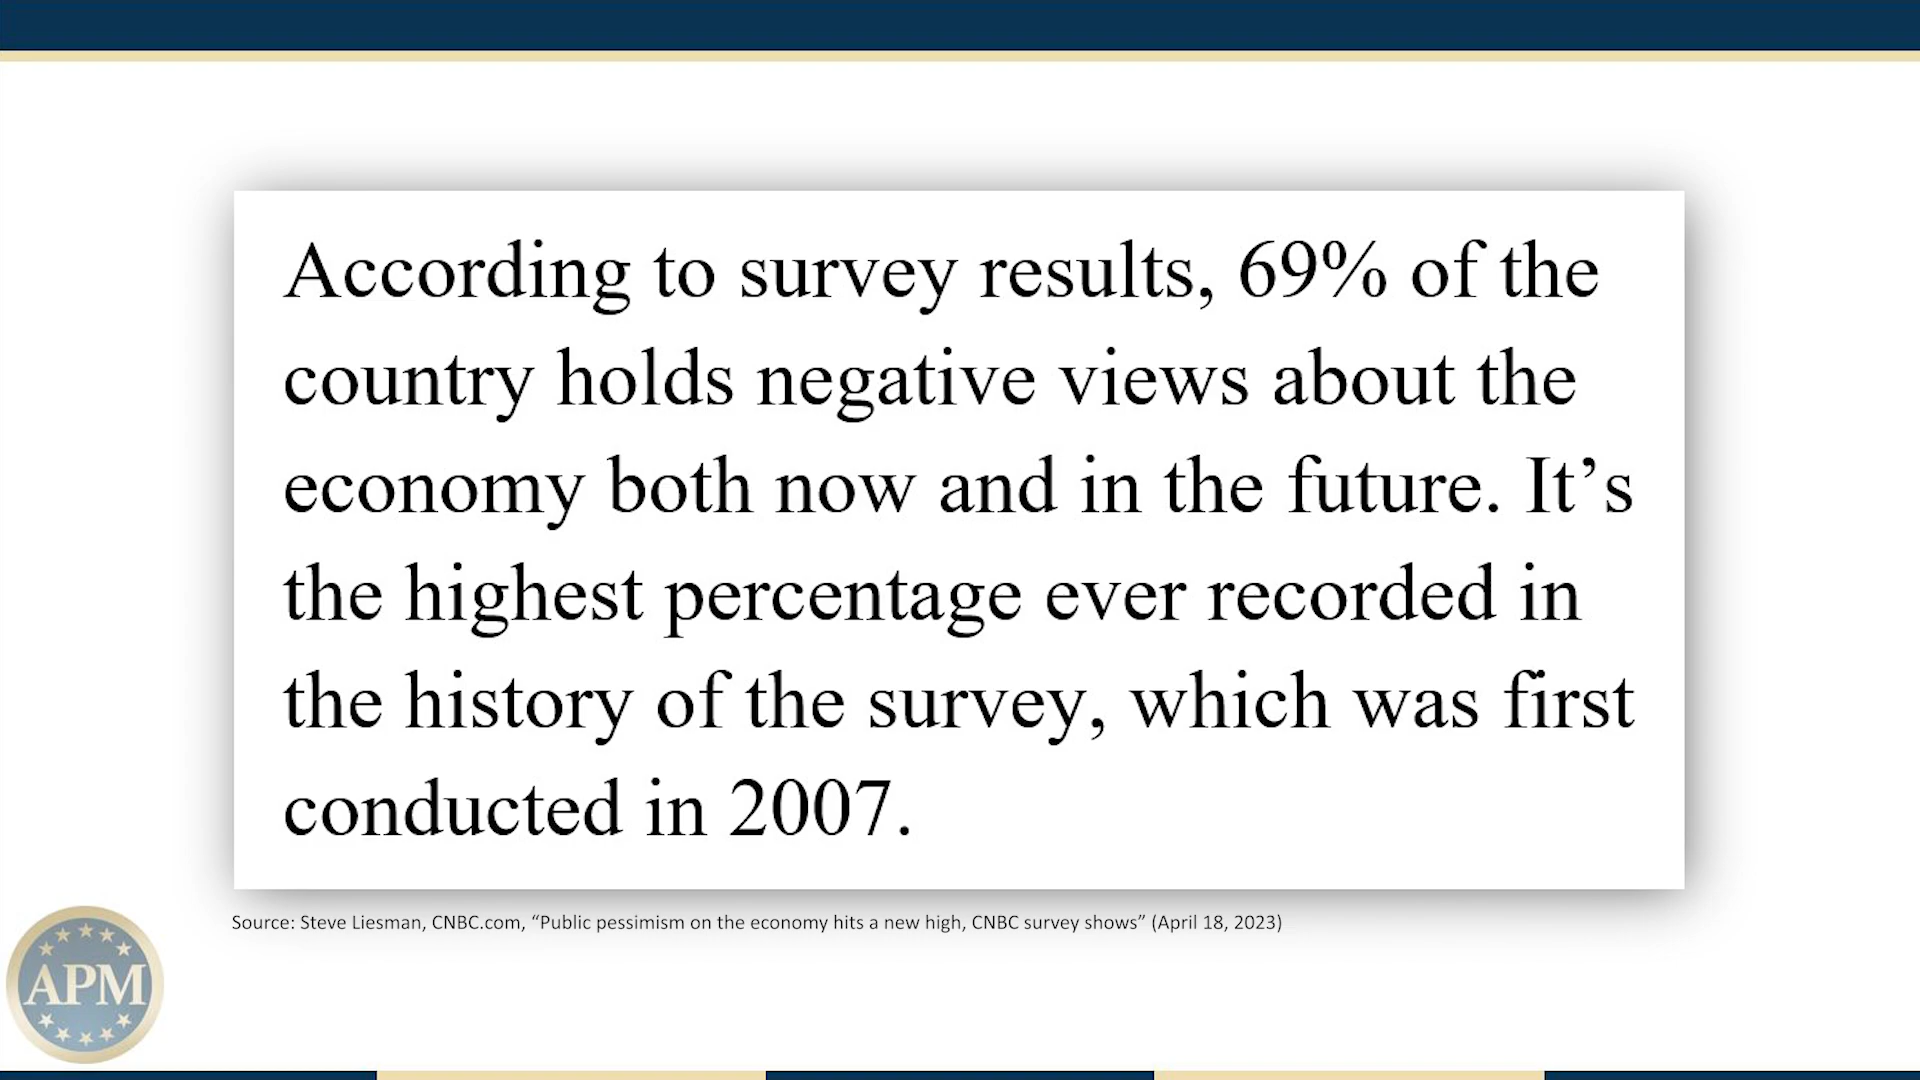 According to survey results, 69% of the
country holds negative views about the
economy both now and in the future. It’s
the highest percentage ever recorded in
the history of the survey, which was first
conducted in 2007.
Source: Steve Liesman, CNBC.com, “Public pessimism on the economy hits a new high, CNBC survey shows” (April 18, 2023)
APM